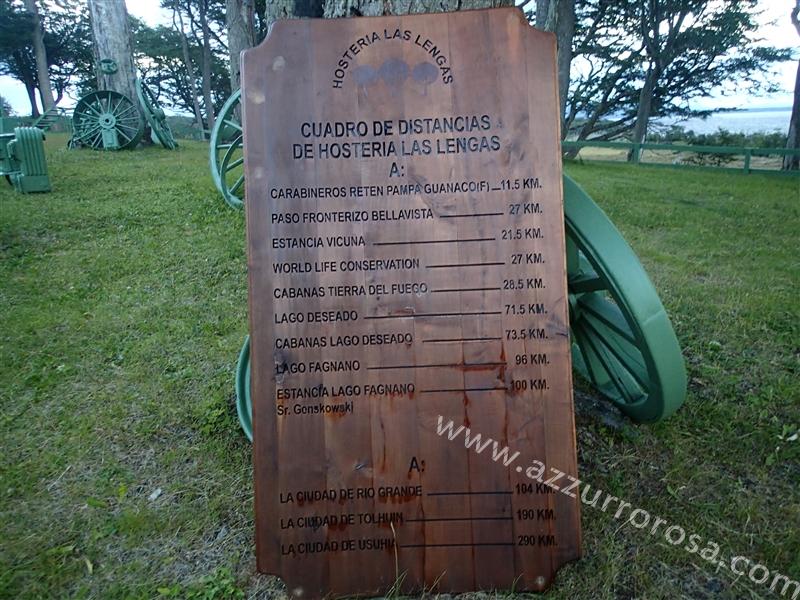 HOSTERIA LAS LENGAS
CUADRO DE DISTANCIAS
DE HOSTERIA LAS LENGAS
A:
CARABINEROS RETEN PAMPA GUANACO(F) 11.5 KM.
PASO FRONTERIZO BELLAVISTA 27 KM.
ESTANCIA VICUNA 21.5 KM.
WORLD LIFE CONSERVATION 27 KM.
CABANAS TIERRA DEL FUEGO 28.5 KM.
LAGO DESEADO 71.5 KM.
CABANAS LAGO DESEADO 73.5 KM.
LAGO FAGNANO 96 KM.
ESTANCIA LAGO FAGNANO 100 KM.
Sr. Gonskowski
A:
LA CIUDAD DE RIO GRANDE 104 KM.
LA CIUDAD DE TOLHUIN 190 KM.
LA CIUDAD DE USUHIA 290 KM.
www.azzurrorosa.com